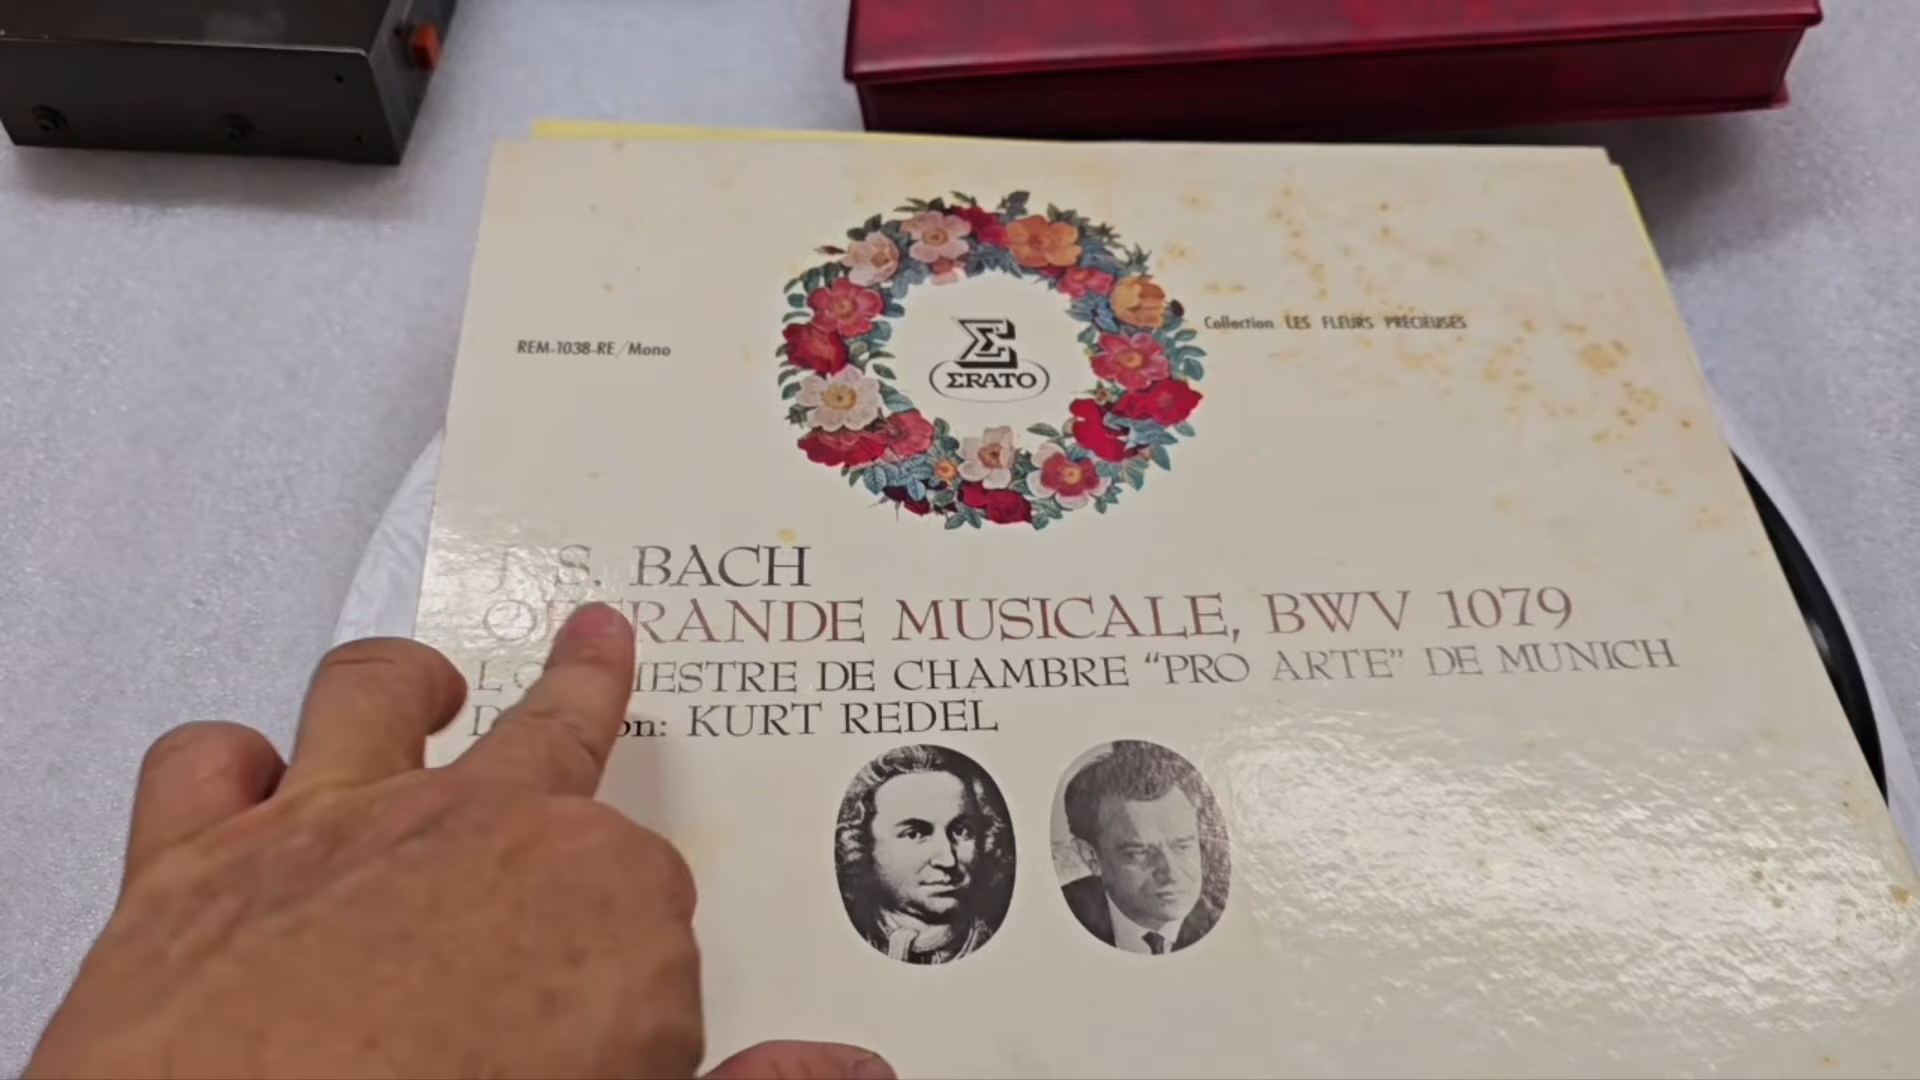 REM-1038-RE/Mono
Σ
ΣRATO
Collection LES FLEURS PRÉCIEUSES
J. S. BACH
RANDE MUSICALE, BWV 1079
ESTRE DE CHAMBRE “PRO ARTE” DE MUNICH
on: KURT REDEL